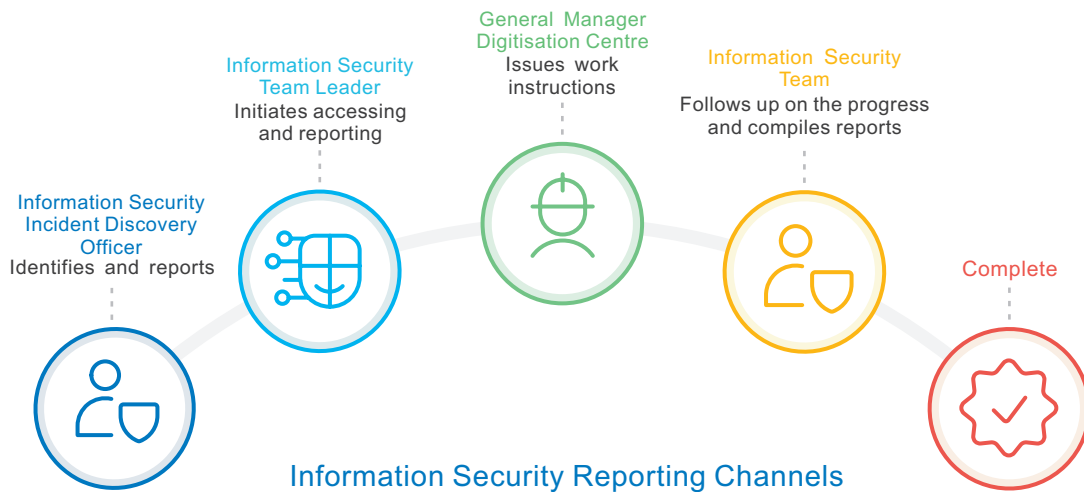 Information Security
Incident Discovery
Officer
Identifies and reports
Information Security
Team Leader
Initiates accessing
and reporting
General Manager
Digitisation Centre
Issues work
instructions
Information Security
Team
Follows up on the progress
and compiles reports
Complete
Information Security Reporting Channels